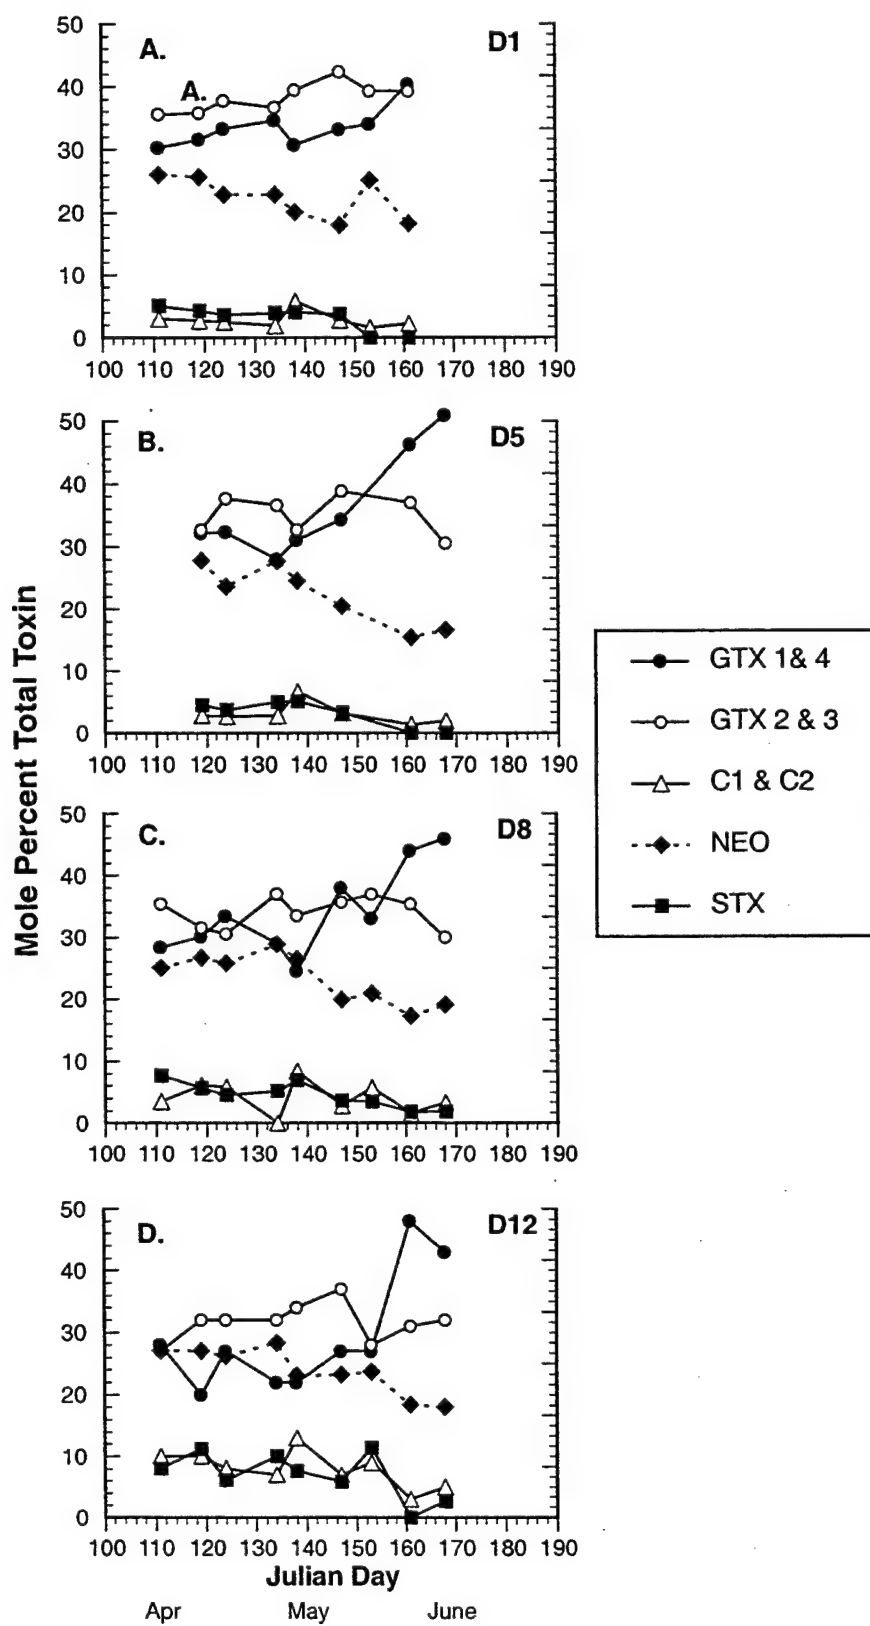 50
A.
D1
40
A.
30
20
10
0
100 110 120 130 140 150 160 170 180 190
50
B.
D5
40
30
20
10
0
100 110 120 130 140 150 160 170 180 190
Mole Percent Total Toxin
GTX 1& 4
GTX 2 & 3
C1 & C2
NEO
STX
50
C.
D8
40
30
20
10
0
100 110 120 130 140 150 160 170 180 190
50
D.
D12
40
30
20
10
0
100 110 120 130 140 150 160 170 180 190
Julian Day
Apr May June